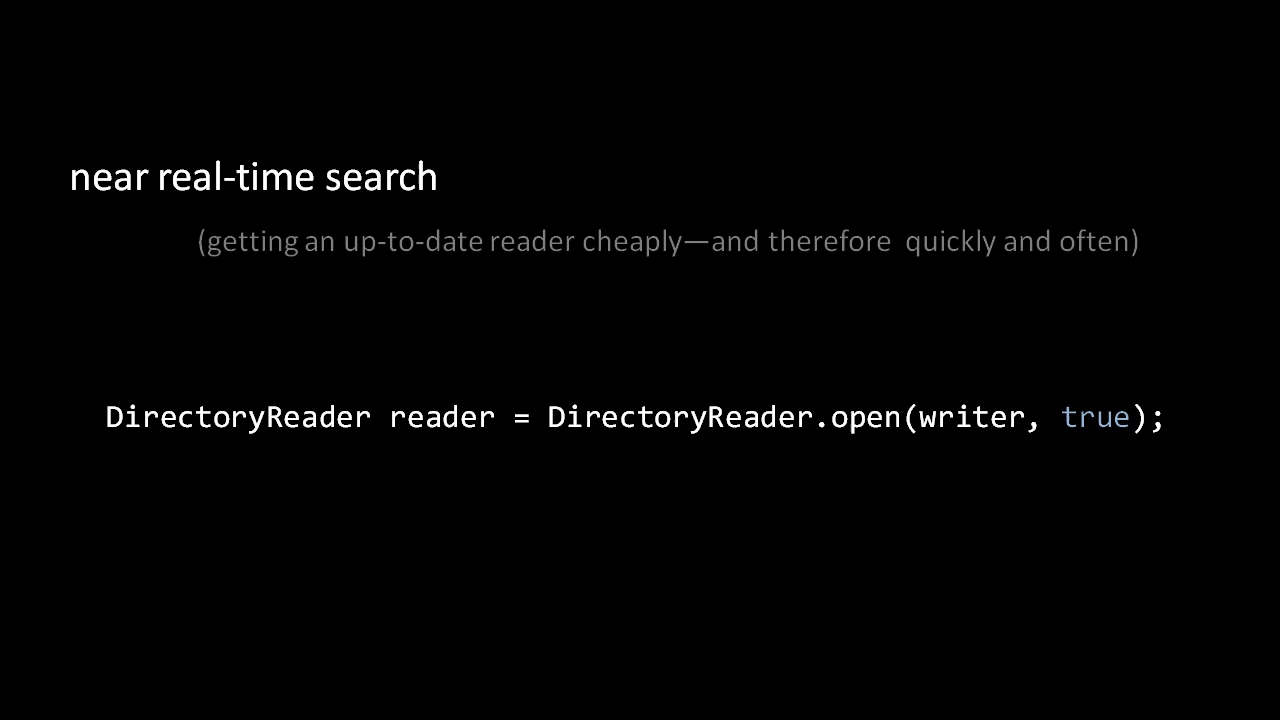 near real-time search
(getting an up-to-date reader cheaply—and therefore  quickly and often)
DirectoryReader reader = DirectoryReader.open(writer, true);